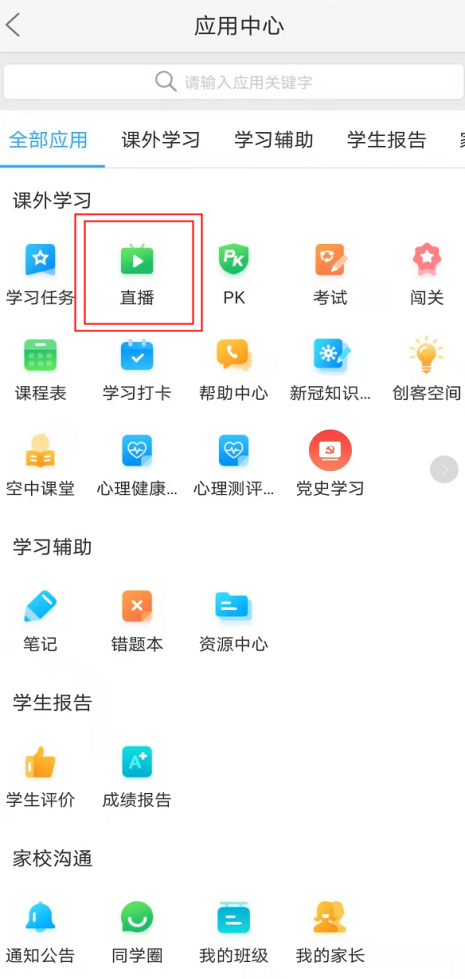 应用中心
请输入应用关键字
全部应用 课外学习 学习辅助 学生报告
课外学习
学习任务 直播 PK 考试 闯关
课程表 学习打卡 帮助中心 新冠知识... 创客空间
空中课堂 心理健康... 心理测评... 党史学习
学习辅助
笔记 错题本 资源中心
学生报告
学生评价 成绩报告
家校沟通
通知公告 同学圈 我的班级 我的家长